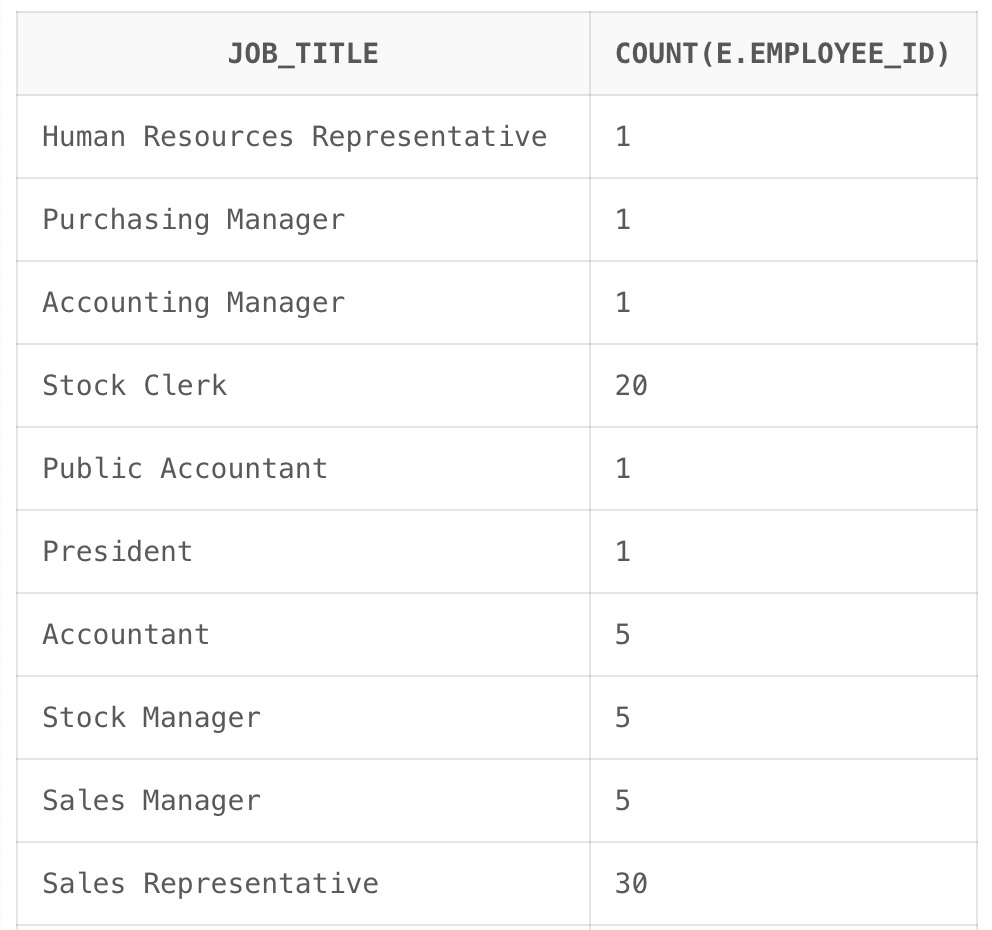 JOB_TITLE COUNT(E.EMPLOYEE_ID)
Human Resources Representative 1
Purchasing Manager 1
Accounting Manager 1
Stock Clerk 20
Public Accountant 1
President 1
Accountant 5
Stock Manager 5
Sales Manager 5
Sales Representative 30